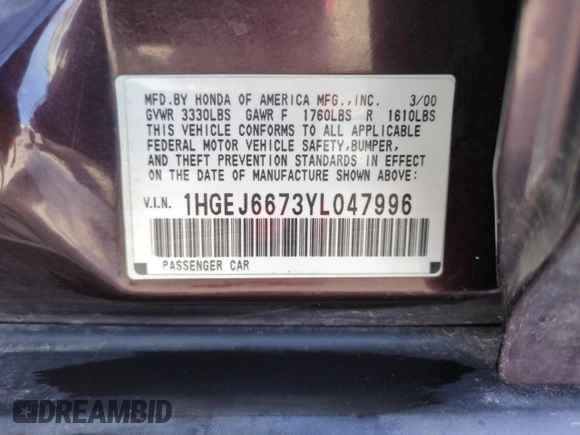 MFD.BY HONDA OF AMERICA MFG.,INC. 3/00
GVWR 3330LBS GAWR F 1760LBS R 1610LBS
THIS VEHICLE CONFORMS TO ALL APPLICABLE
FEDERAL MOTOR VEHICLE SAFETY,BUMPER,
AND THEFT PREVENTION STANDARDS IN EFFECT
ON THE DATE OF MANUFACTURE SHOWN ABOVE:
V.I.N. 1HGEJ6673YL047996
PASSENGER CAR
DREAMBID